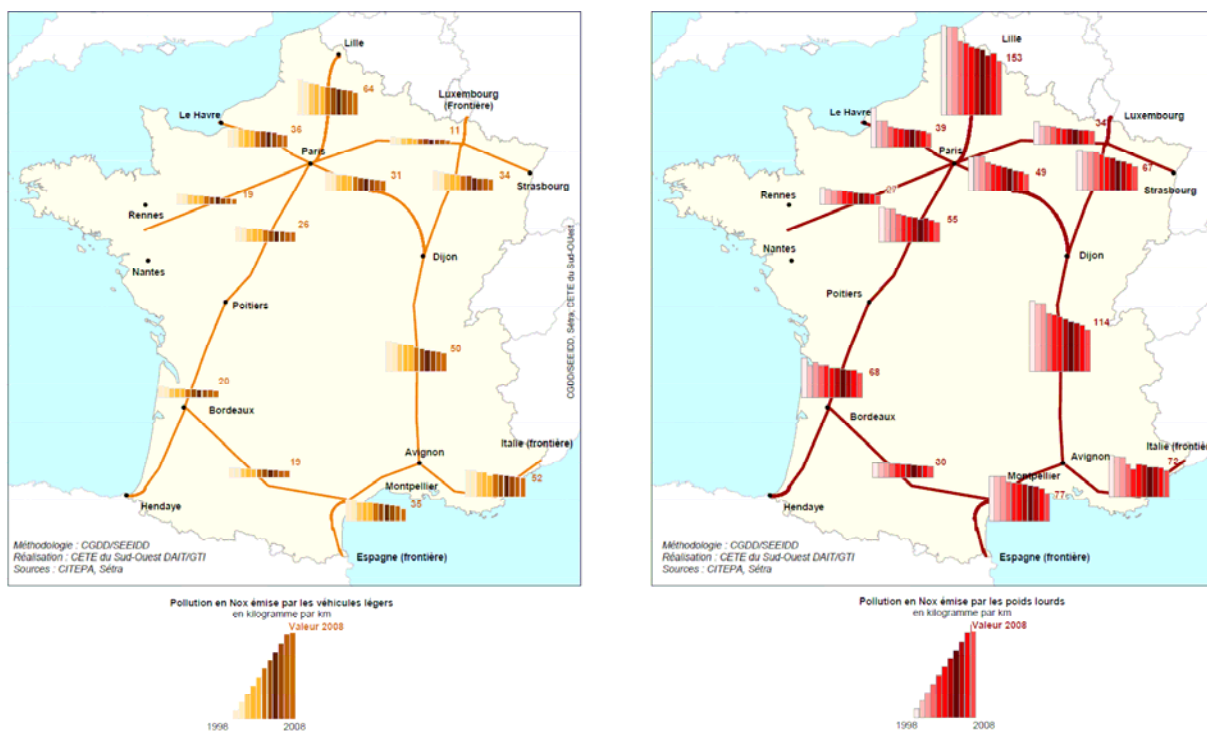 Lille
64
Luxembourg
(Frontière)
Le Havre
36
11
Paris
31
34
Strasbourg
19
Rennes
26
Nantes
Dijon
Poitiers
50
20
Bordeaux
19
Avignon
Italie (frontière)
52
Montpellier
35
Hendaye
Espagne (frontière)
Méthodologie : CGDD/SEEIDD
Réalisation : CETE du Sud-Ouest DAIT/GTI
Sources : CITEPA, Sétra
CGDD/SEEIDD, Sétra; CETE du Sud-OUest
Pollution en Nox émise par les véhicules légers
en kilogramme par km
Valeur 2008
1998
2008
Lille
153
Luxembourg
Le Havre
39
34
Paris
49
67
Strasbourg
27
Rennes
55
Nantes
Dijon
Poitiers
114
68
Bordeaux
30
Avignon
Italie (frontière
72
Montpellier
77
Hendaye
Espagne (frontière)
Méthodologie : CGDD/SEEIDD
Réalisation : CETE du Sud-Ouest DAIT/GTI
Sources : CITEPA, Sétra
Pollution en Nox émise par les poids lourds
en kilogramme par km
Valeur 2008
1998
2008